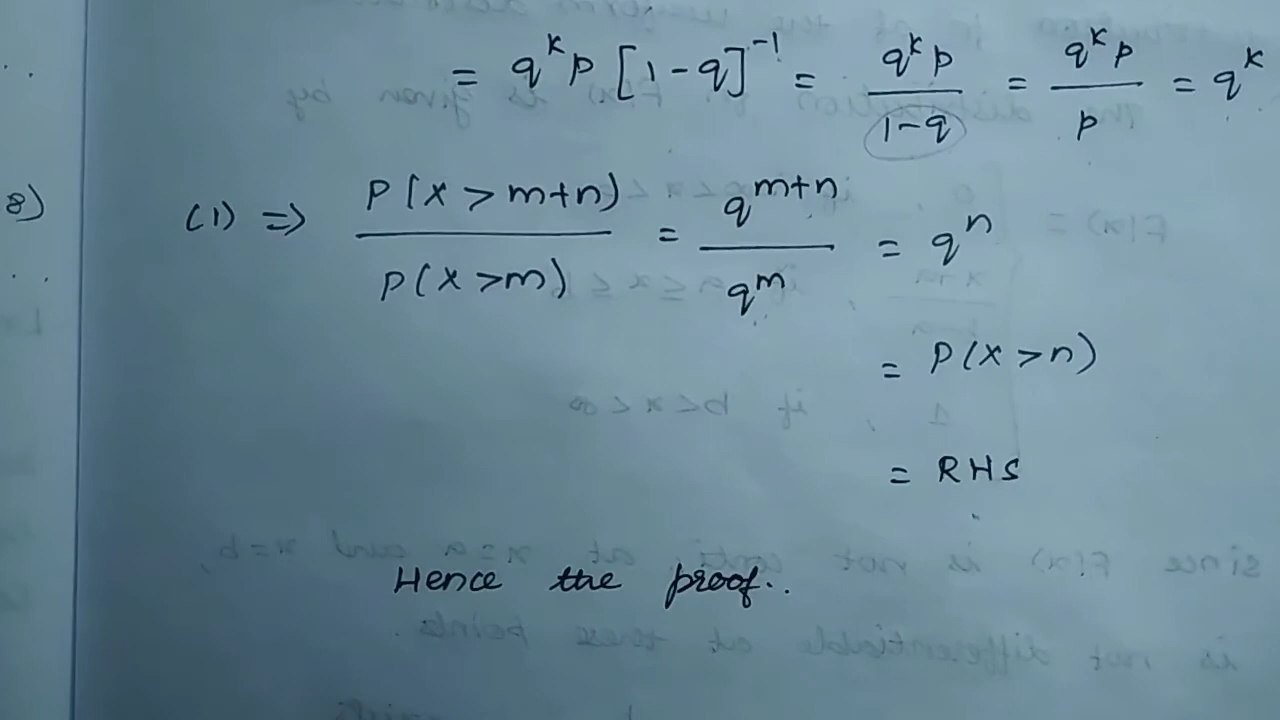 = q^k p [1-q]^-1 = q^k p / 1-q = q^k p / p = q^k
8) (1) ⇒ P(X > m+n) / P(X > m) = q^m+n / q^m = q^n
= P(X > n)
= RHS
Hence the proof..